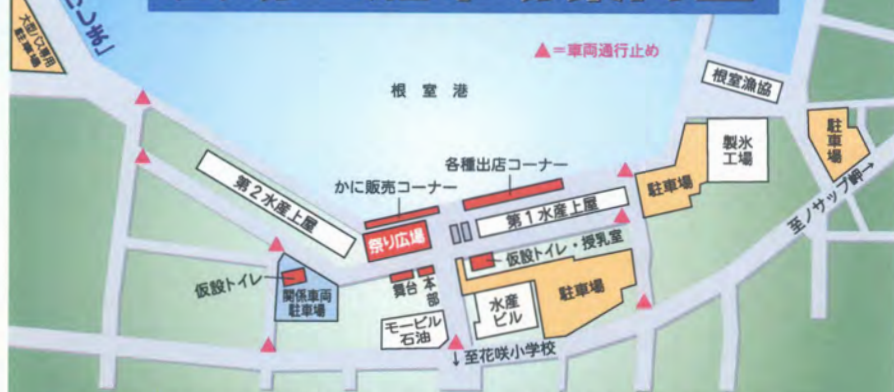 大型バス専用
駐車場
▲=車両通行止め
根室港
根室漁協
製氷
工場
駐車場
駐車場
各種出店コーナー
かに販売コーナー
第2水産上屋
第1水産上屋
祭り広場
至ノサップ岬→
仮設トイレ・授乳室
仮設トイレ
関係車両
駐車場
舞台
本部
駐車場
水産
ビル
モービル
石油
↓至花咲小学校